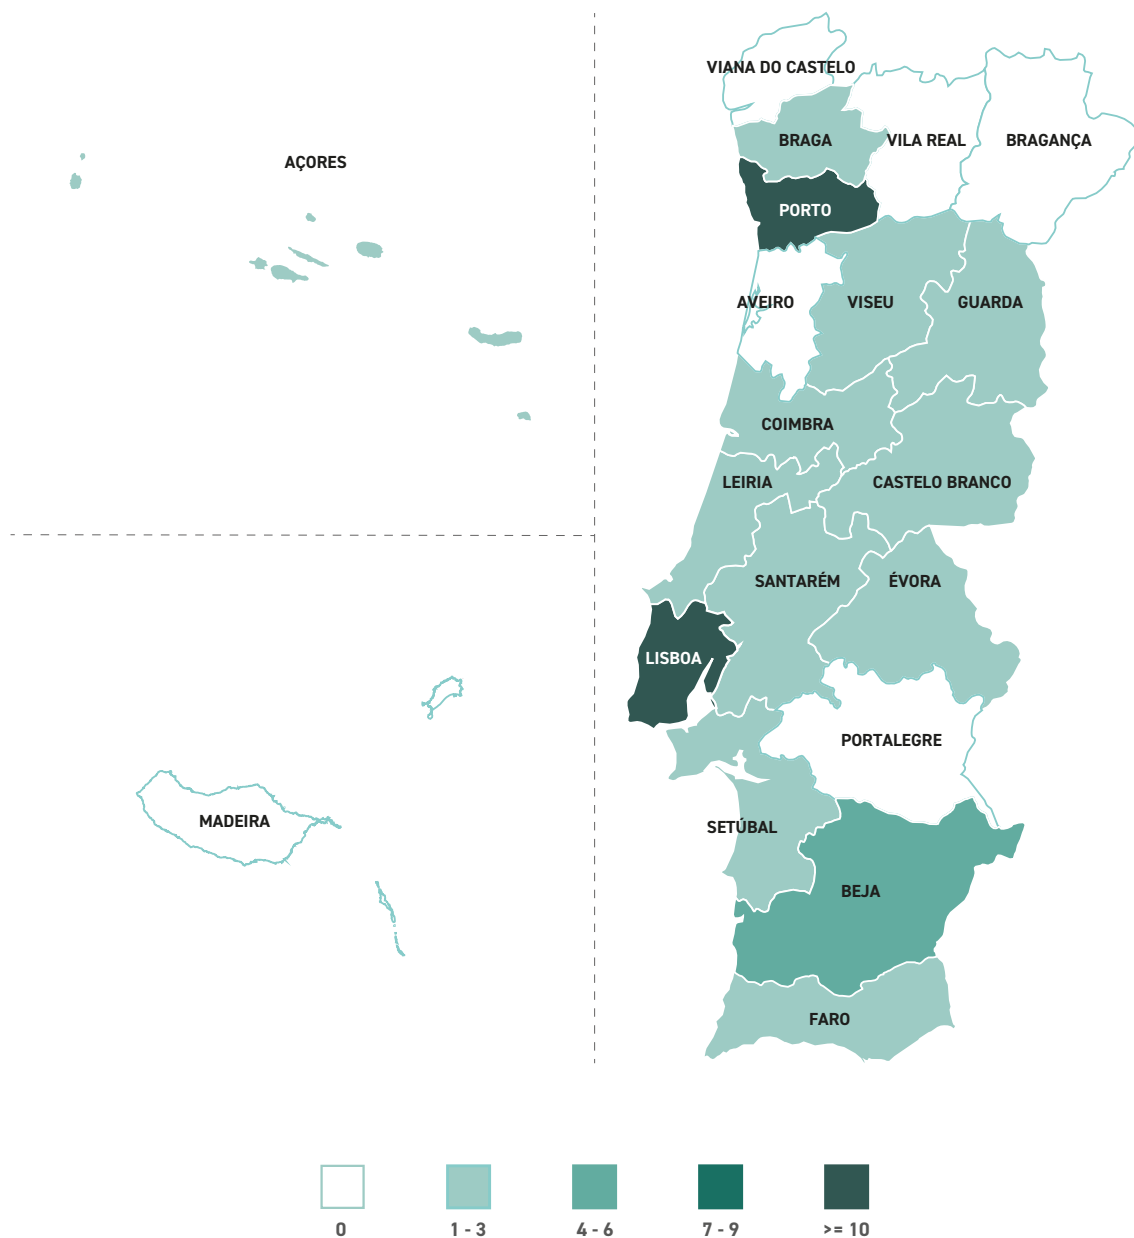 VIANA DO CASTELO
BRAGA
VILA REAL
BRAGANÇA
AÇORES
PORTO
AVEIRO
VISEU
GUARDA
COIMBRA
LEIRIA
CASTELO BRANCO
SANTARÉM
ÉVORA
LISBOA
PORTALEGRE
MADEIRA
SETÚBAL
BEJA
FARO
0
1 - 3
4 - 6
7 - 9
>= 10